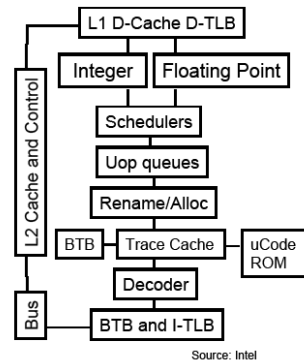 L1 D-Cache D-TLB
Integer
Floating Point
L2 Cache and Control
Schedulers
Uop queues
Rename/Alloc
BTB
Trace Cache
uCode
ROM
Decoder
Bus
BTB and I-TLB
Source: Intel